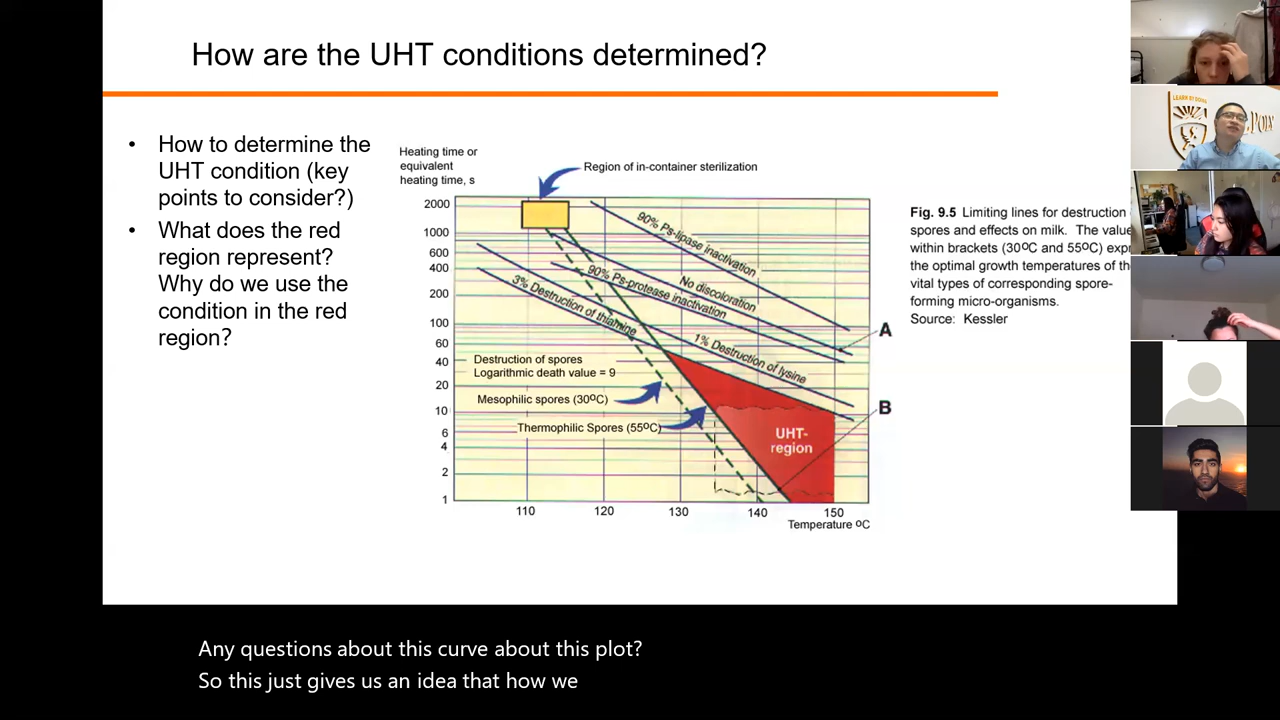 How are the UHT conditions determined?
• How to determine the
UHT condition (key
points to consider?)
• What does the red
region represent?
Why do we use the
condition in the red
region?
Heating time or
equivalent
heating time, s
Region of in-container sterilization
2000
1000
600
400
200
100
60
40
20
10
6
4
2
1
90% Ps-lipase inactivation
No discoloration
90% Ps-protease inactivation
3% Destruction of thiamine
1% Destruction of lysine
Destruction of spores
Logarithmic death value = 9
Mesophilic spores (30ºC)
Thermophilic Spores (55ºC)
UHT-
region
A
B
110 120 130 140 150
Temperature ºC
Fig. 9.5 Limiting lines for destruction
spores and effects on milk. The value
within brackets (30ºC and 55ºC) expr
the optimal growth temperatures of th
vital types of corresponding spore-
forming micro-organisms.
Source: Kessler
LEARN BY DOING
Poly
Any questions about this curve about this plot?
So this just gives us an idea that how we